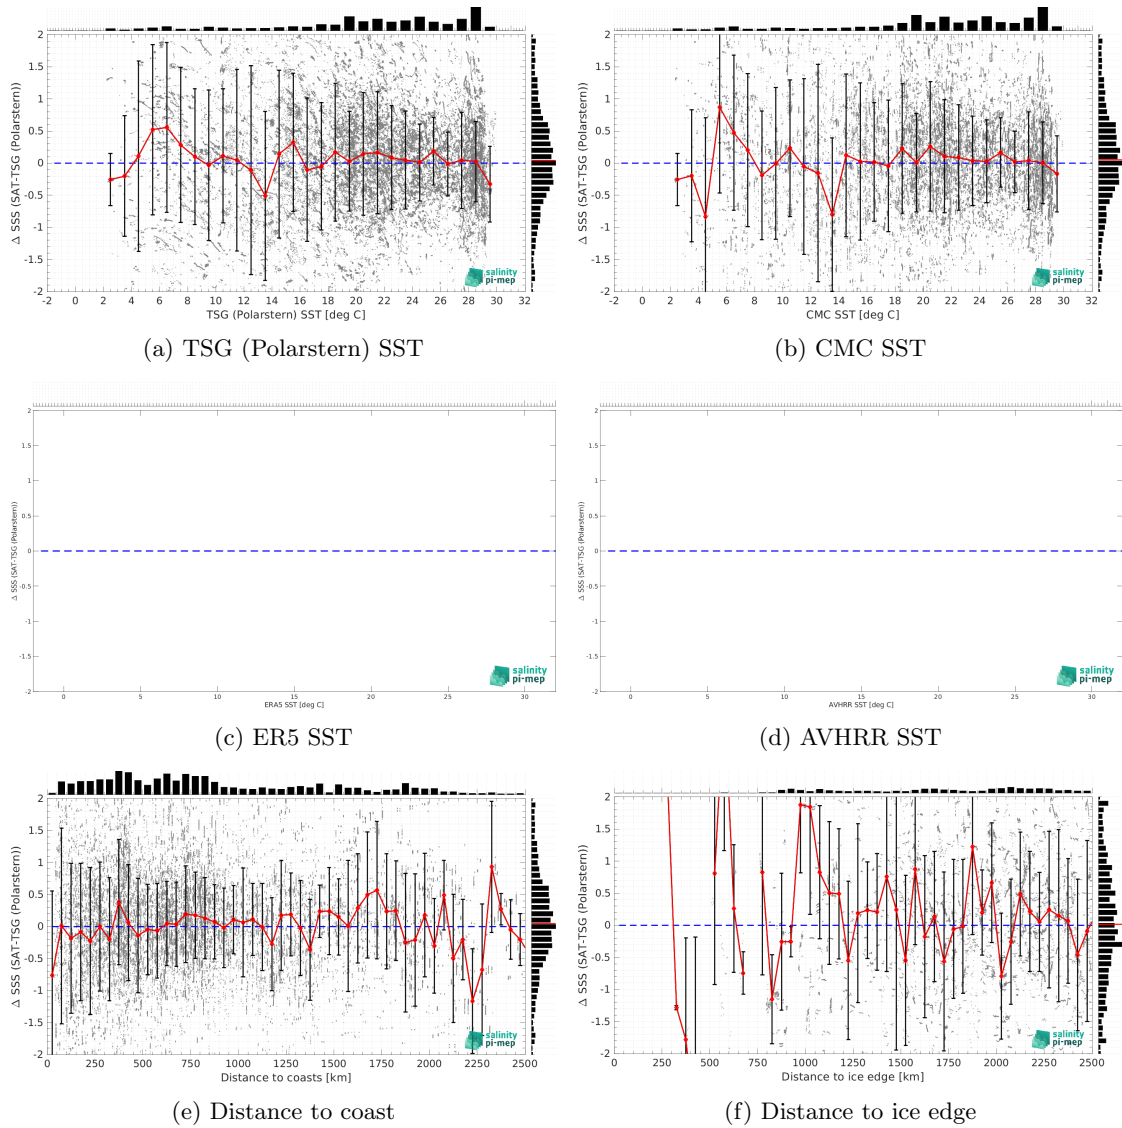 2
1.5
1
0.5
0
-0.5
-1
-1.5
-2
Δ SSS (SAT-TSG (Polarstern))
-2 0 2 4 6 8 10 12 14 16 18 20 22 24 26 28 30 32
TSG (Polarstern) SST [deg C]
salinity
pi-mep
(a) TSG (Polarstern) SST
2
1.5
1
0.5
0
-0.5
-1
-1.5
-2
Δ SSS (SAT-TSG (Polarstern))
-2 0 2 4 6 8 10 12 14 16 18 20 22 24 26 28 30 32
CMC SST [deg C]
salinity
pi-mep
(b) CMC SST
2
1.5
1
0.5
0
-0.5
-1
-1.5
-2
Δ SSS (SAT-TSG (Polarstern))
0 5 10 15 20 25 30
ERA5 SST [deg C]
salinity
pi-mep
(c) ER5 SST
2
1.5
1
0.5
0
-0.5
-1
-1.5
-2
Δ SSS (SAT-TSG (Polarstern))
0 5 10 15 20 25 30
AVHRR SST [deg C]
salinity
pi-mep
(d) AVHRR SST
2
1.5
1
0.5
0
-0.5
-1
-1.5
-2
Δ SSS (SAT-TSG (Polarstern))
0 250 500 750 1000 1250 1500 1750 2000 2250 2500
Distance to coasts [km]
salinity
pi-mep
(e) Distance to coast
2
1.5
1
0.5
0
-0.5
-1
-1.5
-2
Δ SSS (SAT-TSG (Polarstern))
0 250 500 750 1000 1250 1500 1750 2000 2250 2500
Distance to ice edge [km]
salinity
pi-mep
(f) Distance to ice edge